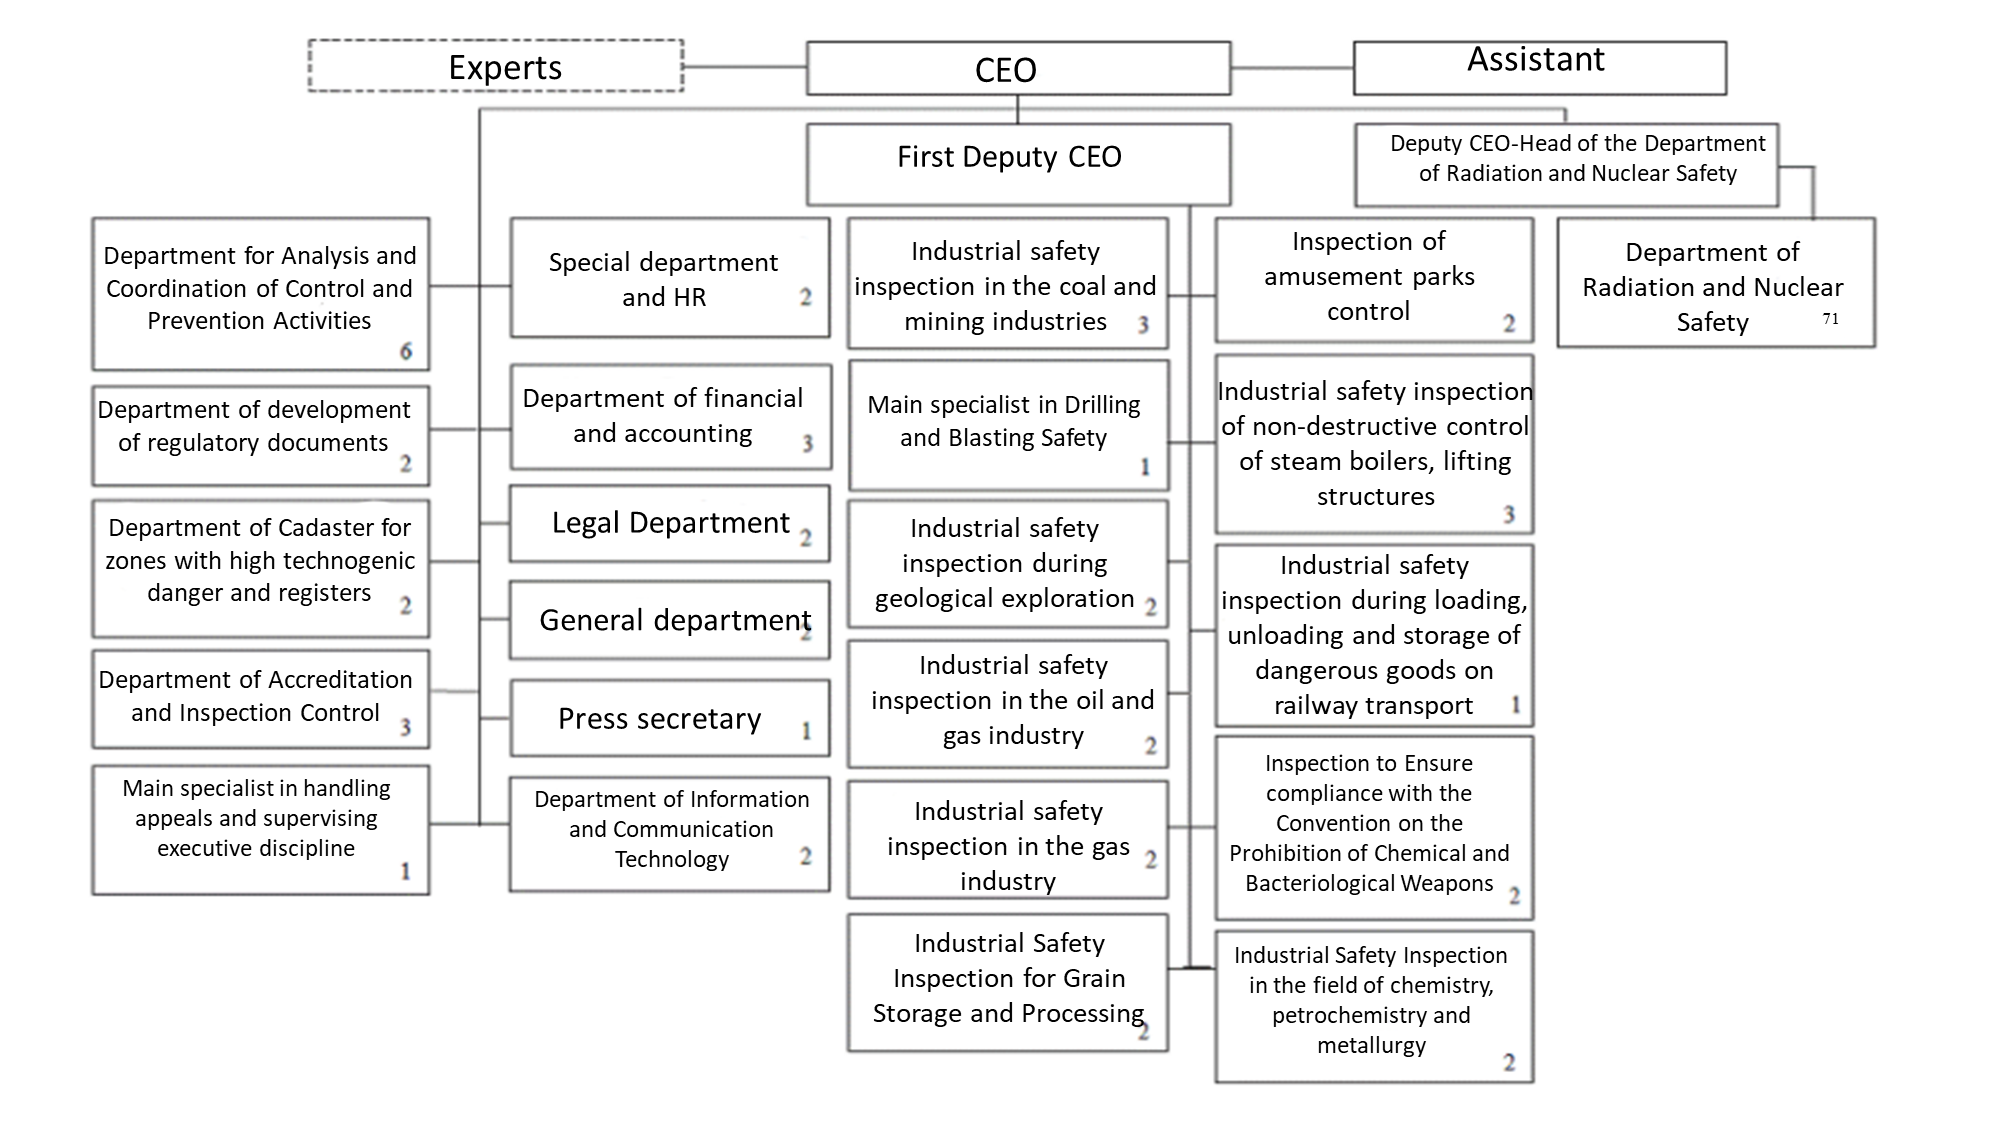 Experts
CEO
Assistant
First Deputy CEO
Deputy CEO-Head of the Department
of Radiation and Nuclear Safety
Department for Analysis and
Coordination of Control and
Prevention Activities
6
Department of development
of regulatory documents
2
Department of Cadaster for
zones with high technogenic
danger and registers
2
Department of Accreditation
and Inspection Control
3
Main specialist in handling
appeals and supervising
executive discipline
1
Special department
and HR
2
Department of financial
and accounting
3
Legal Department
2
General department
2
Press secretary
1
Department of Information
and Communication
Technology
2
Industrial safety
inspection in the coal and
mining industries
3
Main specialist in Drilling
and Blasting Safety
1
Industrial safety
inspection during
geological exploration
2
Industrial safety
inspection in the oil and
gas industry
2
Industrial safety
inspection in the gas
industry
2
Industrial Safety
Inspection for Grain
Storage and Processing
2
Inspection of
amusement parks
control
2
Industrial safety inspection
of non-destructive control
of steam boilers, lifting
structures
3
Industrial safety
inspection during loading,
unloading and storage of
dangerous goods on
railway transport
1
Inspection to Ensure
compliance with the
Convention on the
Prohibition of Chemical and
Bacteriological Weapons
2
Industrial Safety Inspection
in the field of chemistry,
petrochemistry and
metallurgy
2
Department of
Radiation and Nuclear
Safety
71